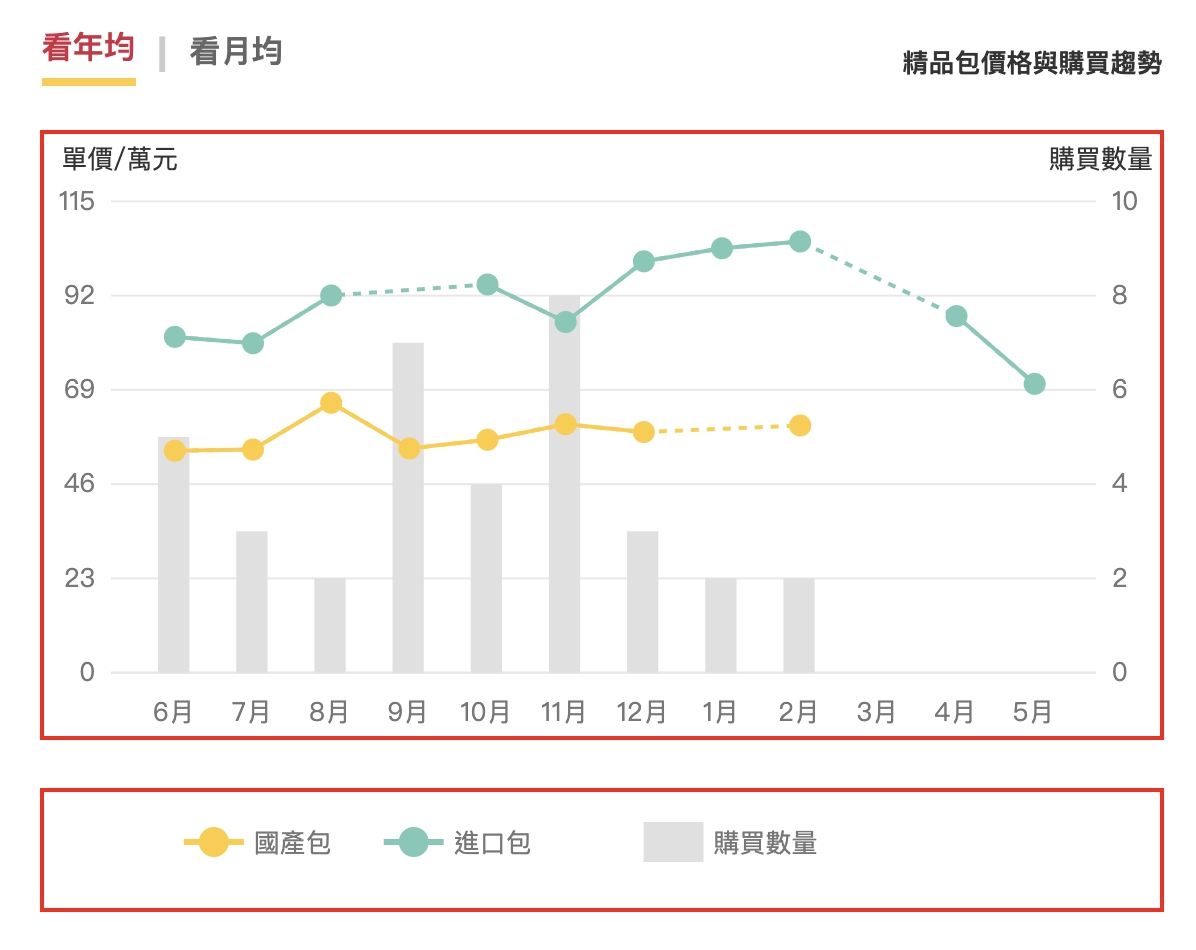 看年均 | 看月均
精品包價格與購買趨勢
單價/萬元 購買數量
115 10
92 8
69 6
46 4
23 2
0 0
6月 7月 8月 9月 10月 11月 12月 1月 2月 3月 4月 5月
國產包 進口包 購買數量